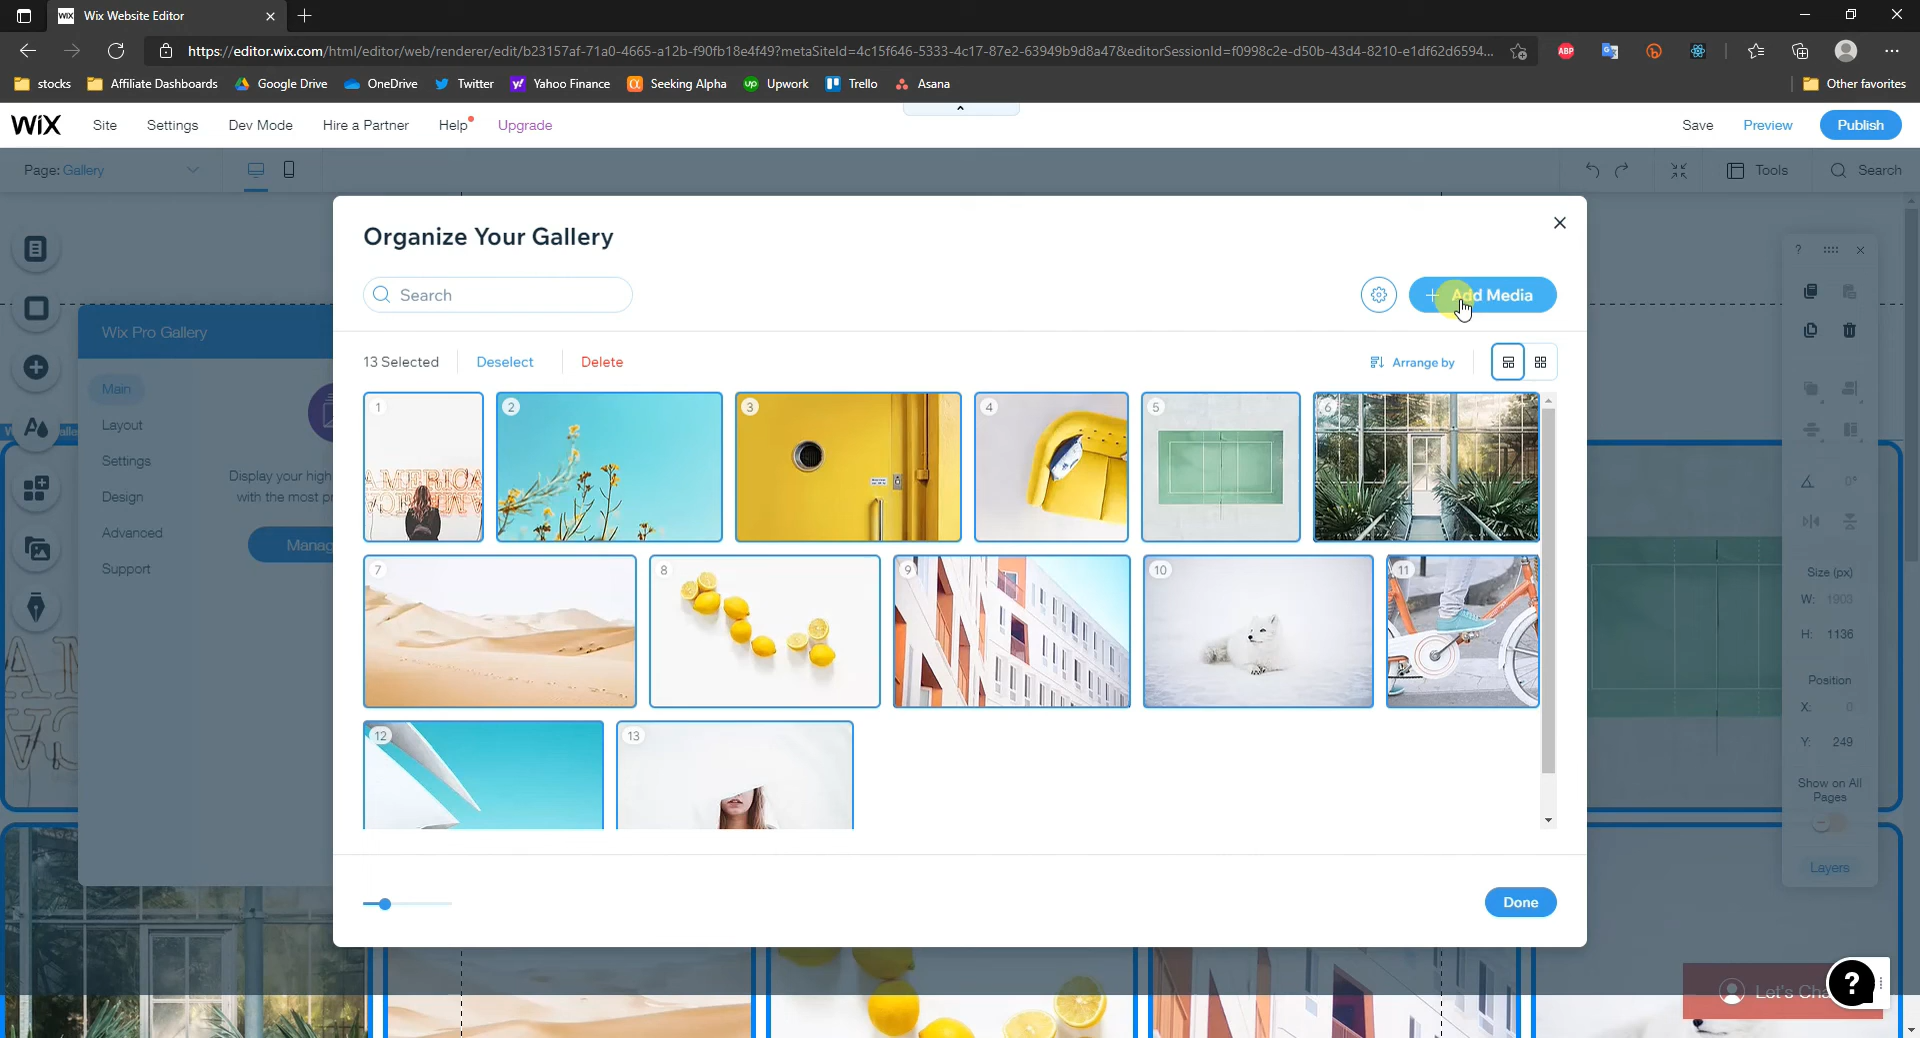 Wix Website Editor
https://editor.wix.com/html/editor/web/renderer/edit/b23157af-71a0-4665-a12b-f90fb18e4f49?metaSiteId=4c15f646-5333-4c17-87e2-63949b9d8a47&editorSessionId=f0998c2e-d50b-43d4-8210-e1df62d6594...
stocks Affiliate Dashboards Google Drive OneDrive Twitter Yahoo Finance Seeking Alpha Upwork Trello Asana Other favorites
WiX Site Settings Dev Mode Hire a Partner Help Upgrade Save Preview Publish
Page: Gallery Tools Search
Organize Your Gallery
Search
+ Add Media
13 Selected Deselect Delete Arrange by
Wix Pro Gallery
Main
Layout
Settings
Design
Advanced
Support
Display your high
with the most pr
Manag
1 2 3 4 5 6
AMERICA
7 8 9 10 11
12 13
Done
0°
Size (px)
W: 1903
H: 1136
Position
X: 0
Y: 249
Show on All
Pages
Layers
Let's Cha
?